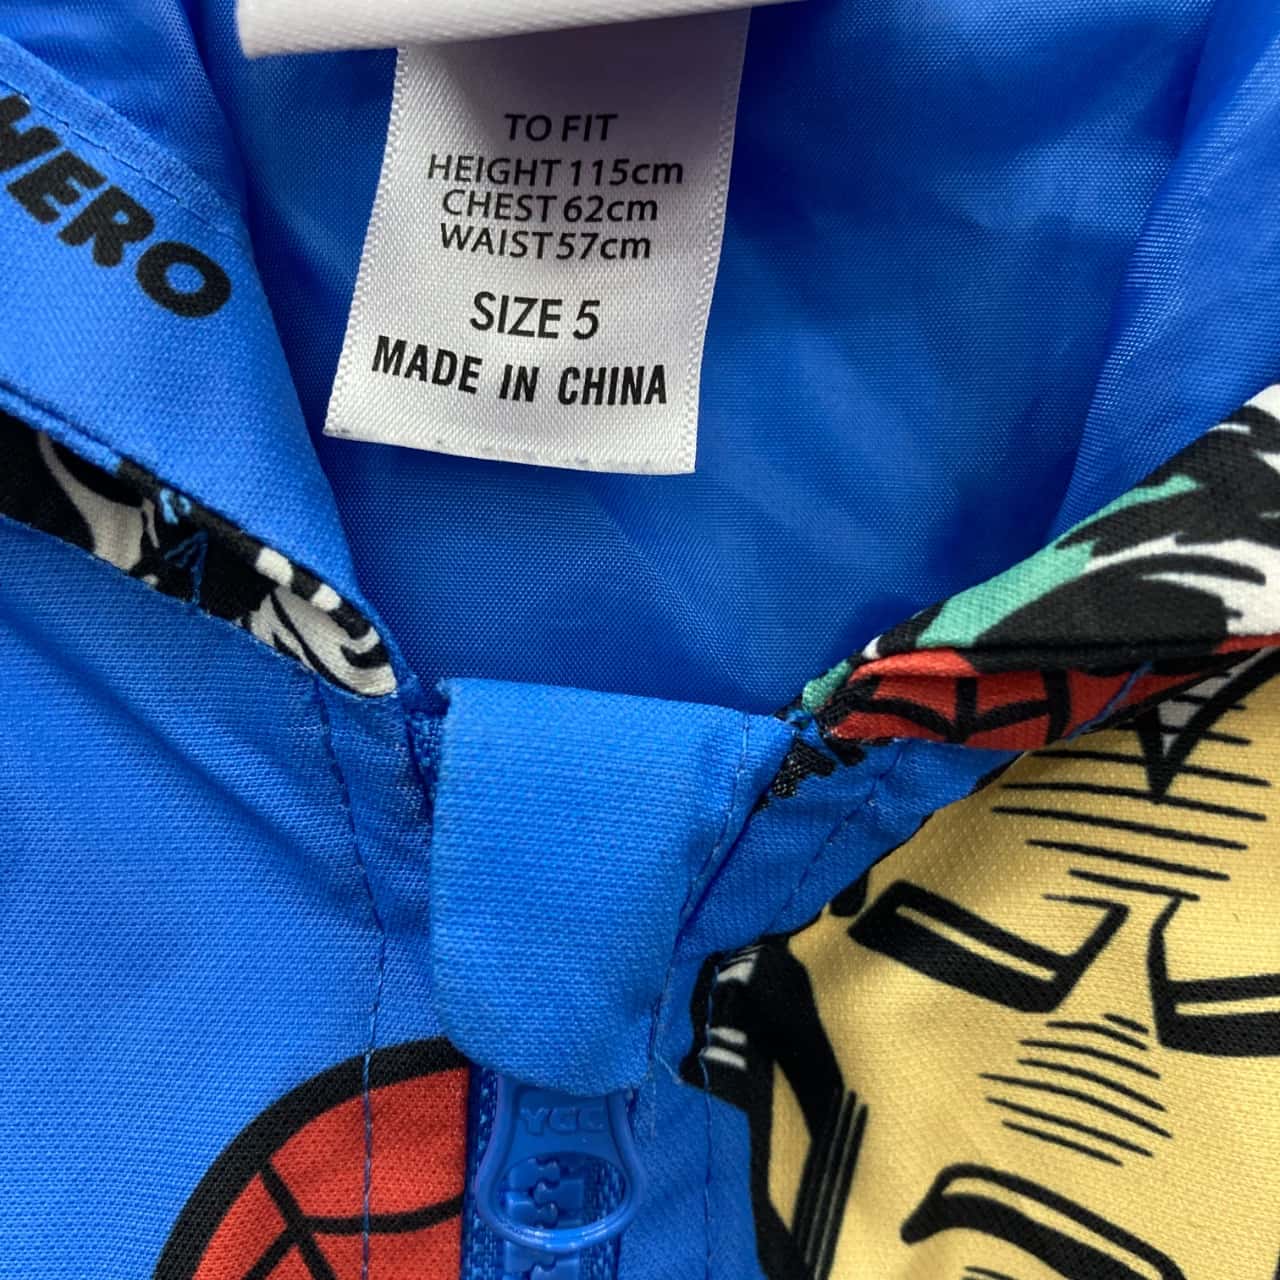 TO FIT
HEIGHT 115cm
CHEST 62cm
WAIST 57cm
SIZE 5
MADE IN CHINA
HERO
YCC